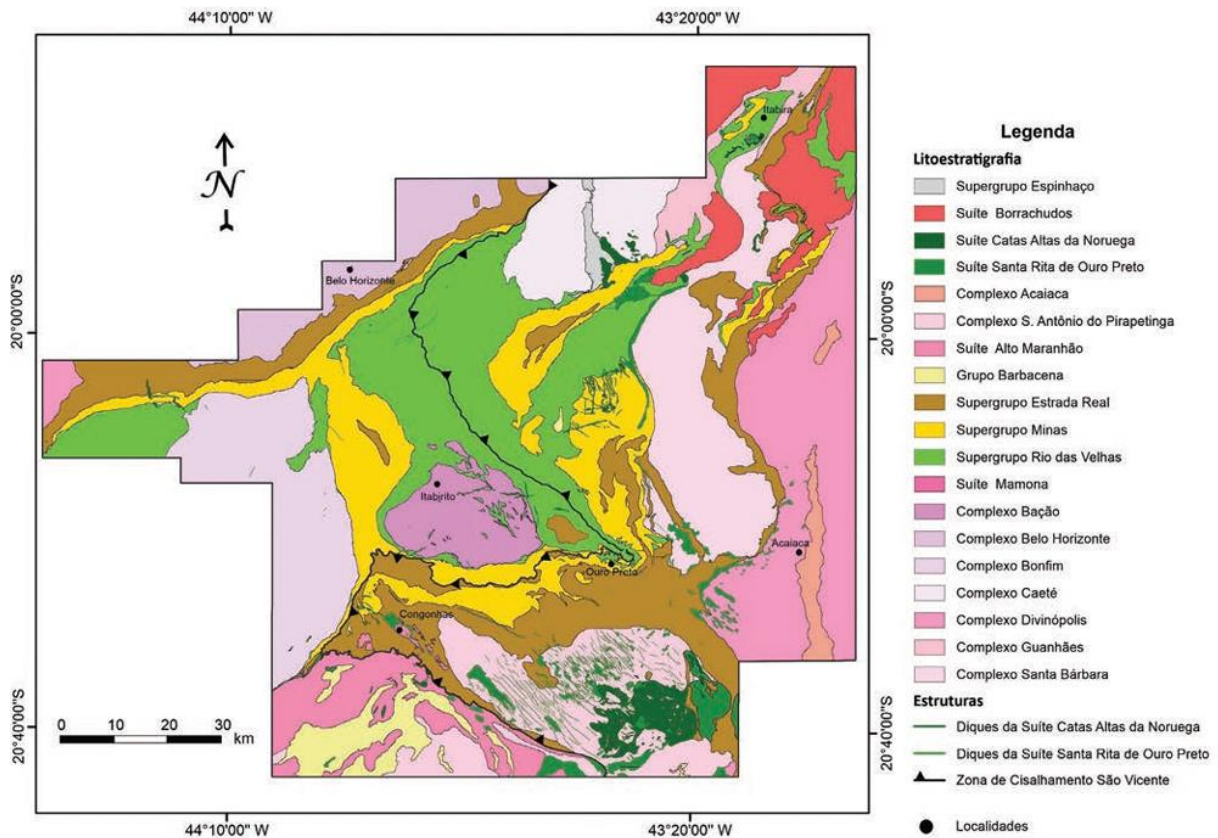 44°10'00" W
43°20'00" W
Itabira
N
Belo Horizonte
20°00'00"S
20°00'00"S
Itabirito
Acaiaca
Ouro Preto
Congonhas
20°40'00"S
20°40'00"S
0 10 20 30
km
44°10'00" W
43°20'00" W
Legenda
Litoestratigrafia
Supergrupo Espinhaço
Suíte Borrachudos
Suíte Catas Altas da Noruega
Suíte Santa Rita de Ouro Preto
Complexo Acaiaca
Complexo S. Antônio do Pirapetinga
Suíte Alto Maranhão
Grupo Barbacena
Supergrupo Estrada Real
Supergrupo Minas
Supergrupo Rio das Velhas
Suíte Mamona
Complexo Bação
Complexo Belo Horizonte
Complexo Bonfim
Complexo Caeté
Complexo Divinópolis
Complexo Guanhães
Complexo Santa Bárbara
Estruturas
Diques da Suíte Catas Altas da Noruega
Diques da Suíte Santa Rita de Ouro Preto
Zona de Cisalhamento São Vicente
Localidades